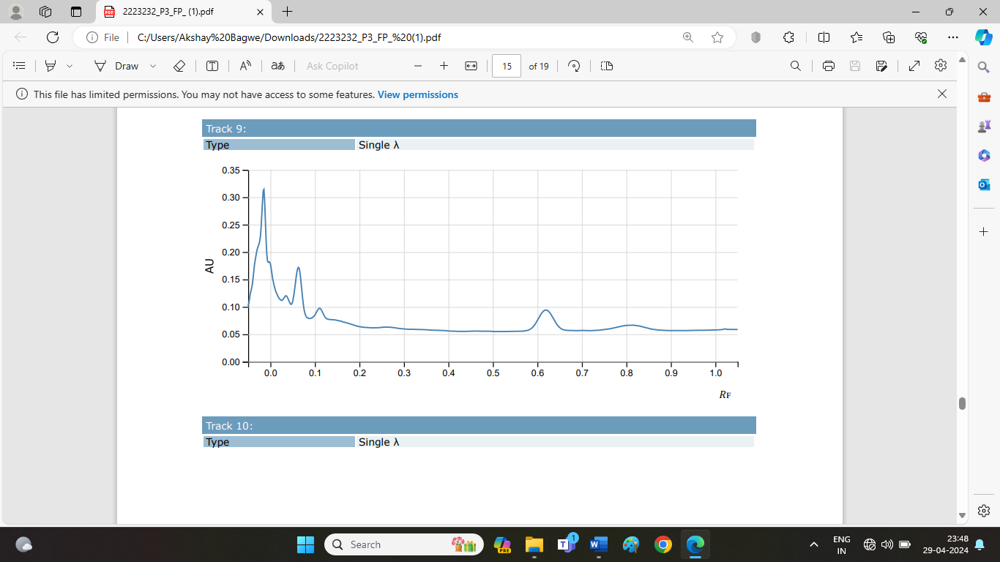 2223232_P3_FP_ (1).pdf
File
C:/Users/Akshay%20Bagwe/Downloads/2223232_P3_FP_%20(1).pdf
Draw
Ask Copilot
15
of 19
This file has limited permissions. You may not have access to some features. View permissions
Track 9:
Type Single λ
0.35
0.30
0.25
0.20
0.15
0.10
0.05
0.00
AU
0.0 0.1 0.2 0.3 0.4 0.5 0.6 0.7 0.8 0.9 1.0
RF
Track 10:
Type Single λ
Search
PRE
1
ENG
IN
23:48
29-04-2024